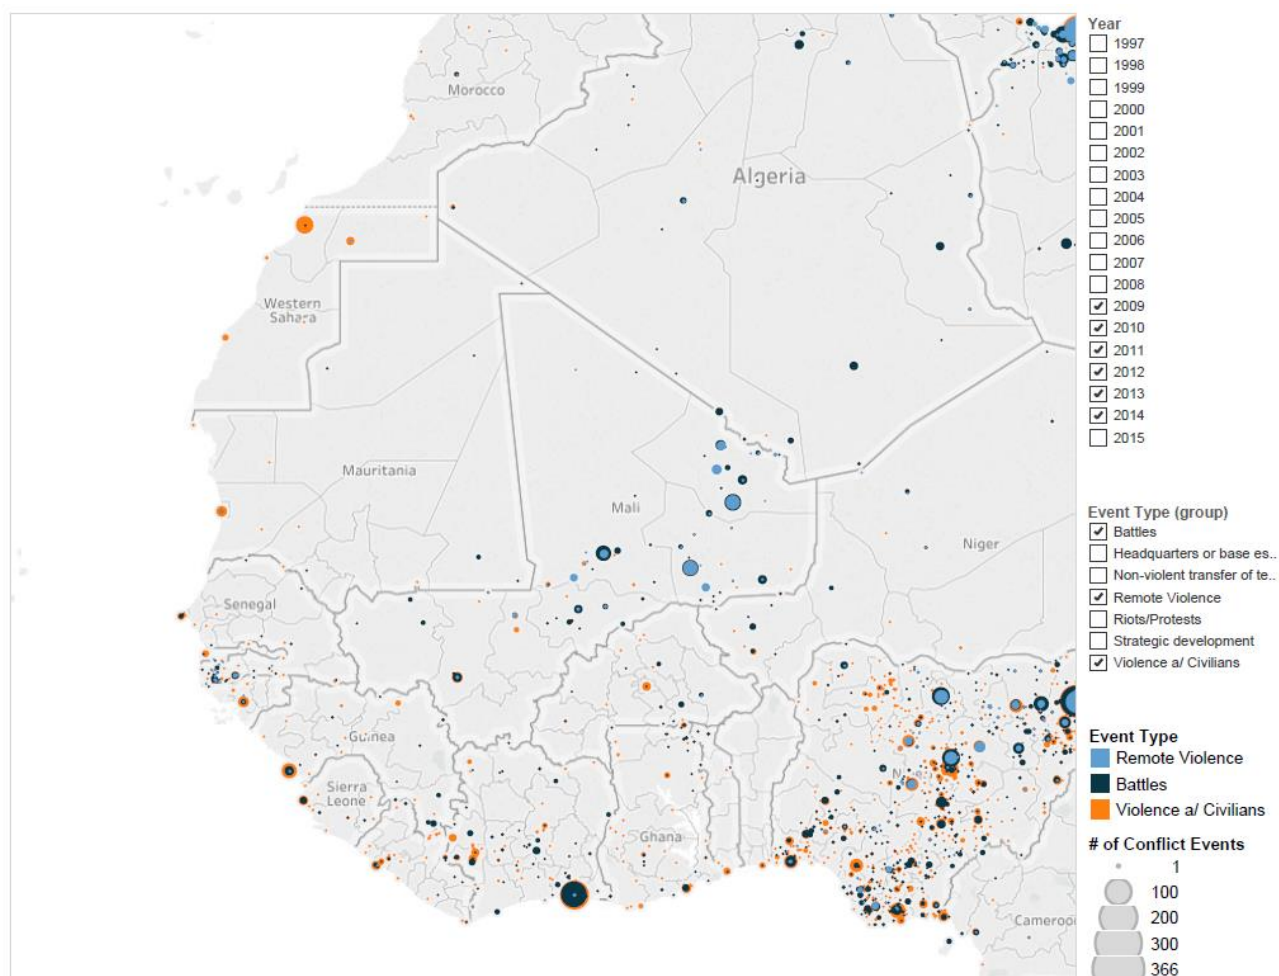 Year
1997
1998
1999
2000
2001
2002
2003
2004
2005
2006
2007
2008
2009
2010
2011
2012
2013
2014
2015
Morocco
Algeria
Western
Sahara
Mauritania
Mali
Niger
Senegal
Guinea
Sierra
Leone
Ghana
Cameroo
Event Type (group)
Battles
Headquarters or base es..
Non-violent transfer of te..
Remote Violence
Riots/Protests
Strategic development
Violence a/ Civilians
Event Type
Remote Violence
Battles
Violence a/ Civilians
# of Conflict Events
1
100
200
300
366